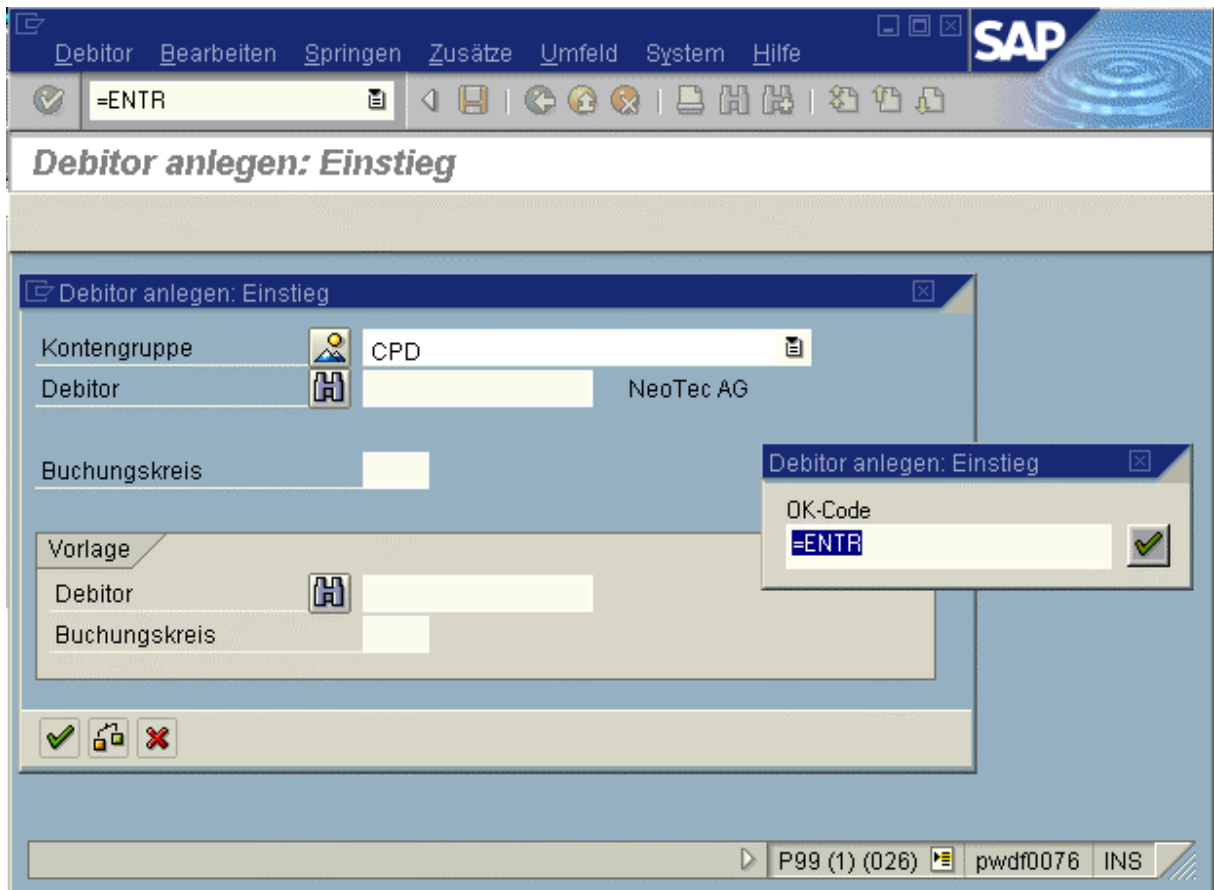 Debitor Bearbeiten Springen Zusätze Umfeld System Hilfe
SAP
=ENTR
Debitor anlegen: Einstieg
Debitor anlegen: Einstieg
Kontengruppe CPD
Debitor NeoTec AG
Buchungskreis
Debitor anlegen: Einstieg
OK-Code
=ENTR
Vorlage
Debitor
Buchungskreis
P99 (1) (026) pwdf0076 INS